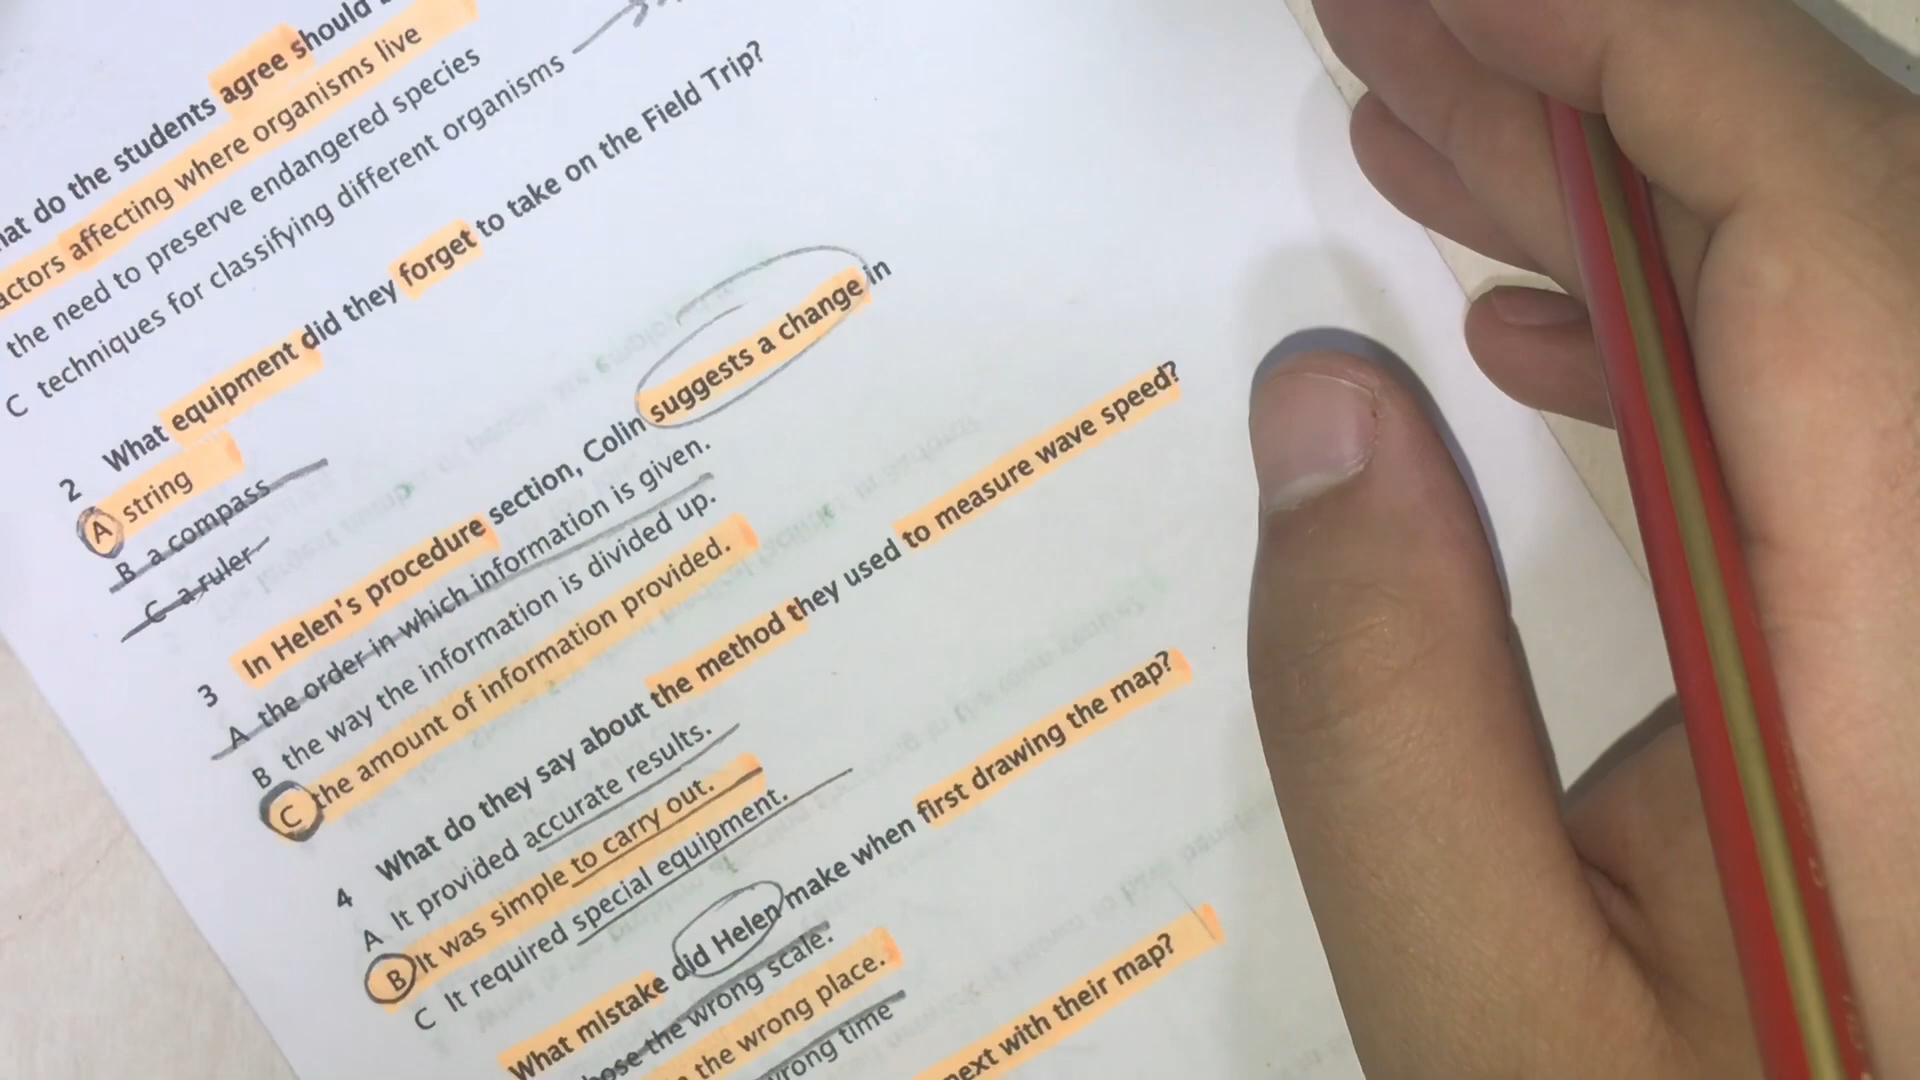 hat do the students agree should
actors affecting where organisms live
the need to preserve endangered species
C techniques for classifying different organisms
2 What equipment did they forget to take on the Field Trip?
A string
B a compass
C a ruler
3 In Helen's procedure section, Colin suggests a change in
A the order in which information is given.
B the way the information is divided up.
C the amount of information provided.
4 What do they say about the method they used to measure wave speed?
A It provided accurate results.
B It was simple to carry out.
C It required special equipment.
What mistake did Helen make when first drawing the map?
ose the wrong scale.
the wrong place.
wrong time
next with their map?